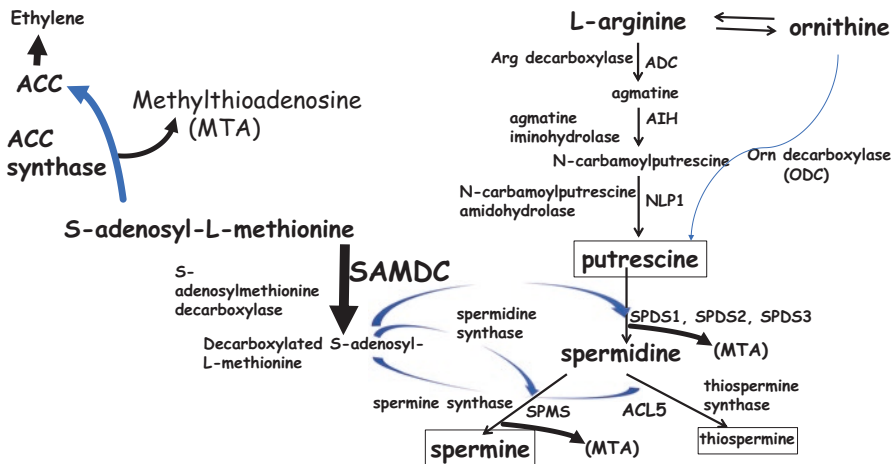 Ethylene
ACC
Methylthioadenosine
(MTA)
ACC
synthase
S-adenosyl-L-methionine
SAMDC
S-
adenosylmethionine
decarboxylase
Decarboxylated S-adenosyl-
L-methionine
L-arginine
ornithine
Arg decarboxylase
ADC
agmatine
agmatine
iminohydrolase
AIH
N-carbamoylputrescine
Orn decarboxylase
(ODC)
N-carbamoylputrescine
amidohydrolase
NLP1
putrescine
spermidine
synthase
SPDS1, SPDS2, SPDS3
(MTA)
spermidine
spermine synthase
SPMS
ACL5
thiospermine
synthase
spermine
(MTA)
thiospermine